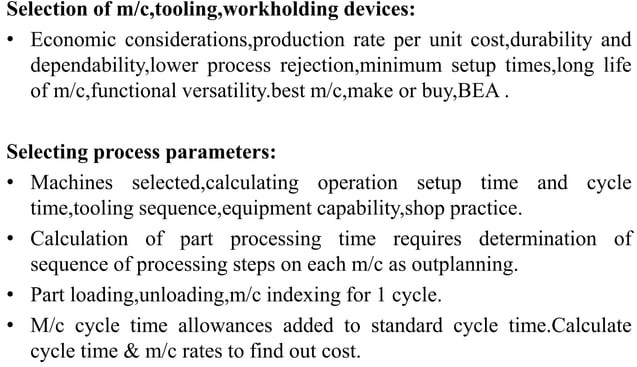 Selection of m/c,tooling,workholding devices:
• Economic considerations,production rate per unit cost,durability and
dependability,lower process rejection,minimum setup times,long life
of m/c,functional versatility.best m/c,make or buy,BEA .
Selecting process parameters:
• Machines selected,calculating operation setup time and cycle
time,tooling sequence,equipment capability,shop practice.
• Calculation of part processing time requires determination of
sequence of processing steps on each m/c as outplanning.
• Part loading,unloading,m/c indexing for 1 cycle.
• M/c cycle time allowances added to standard cycle time.Calculate
cycle time & m/c rates to find out cost.